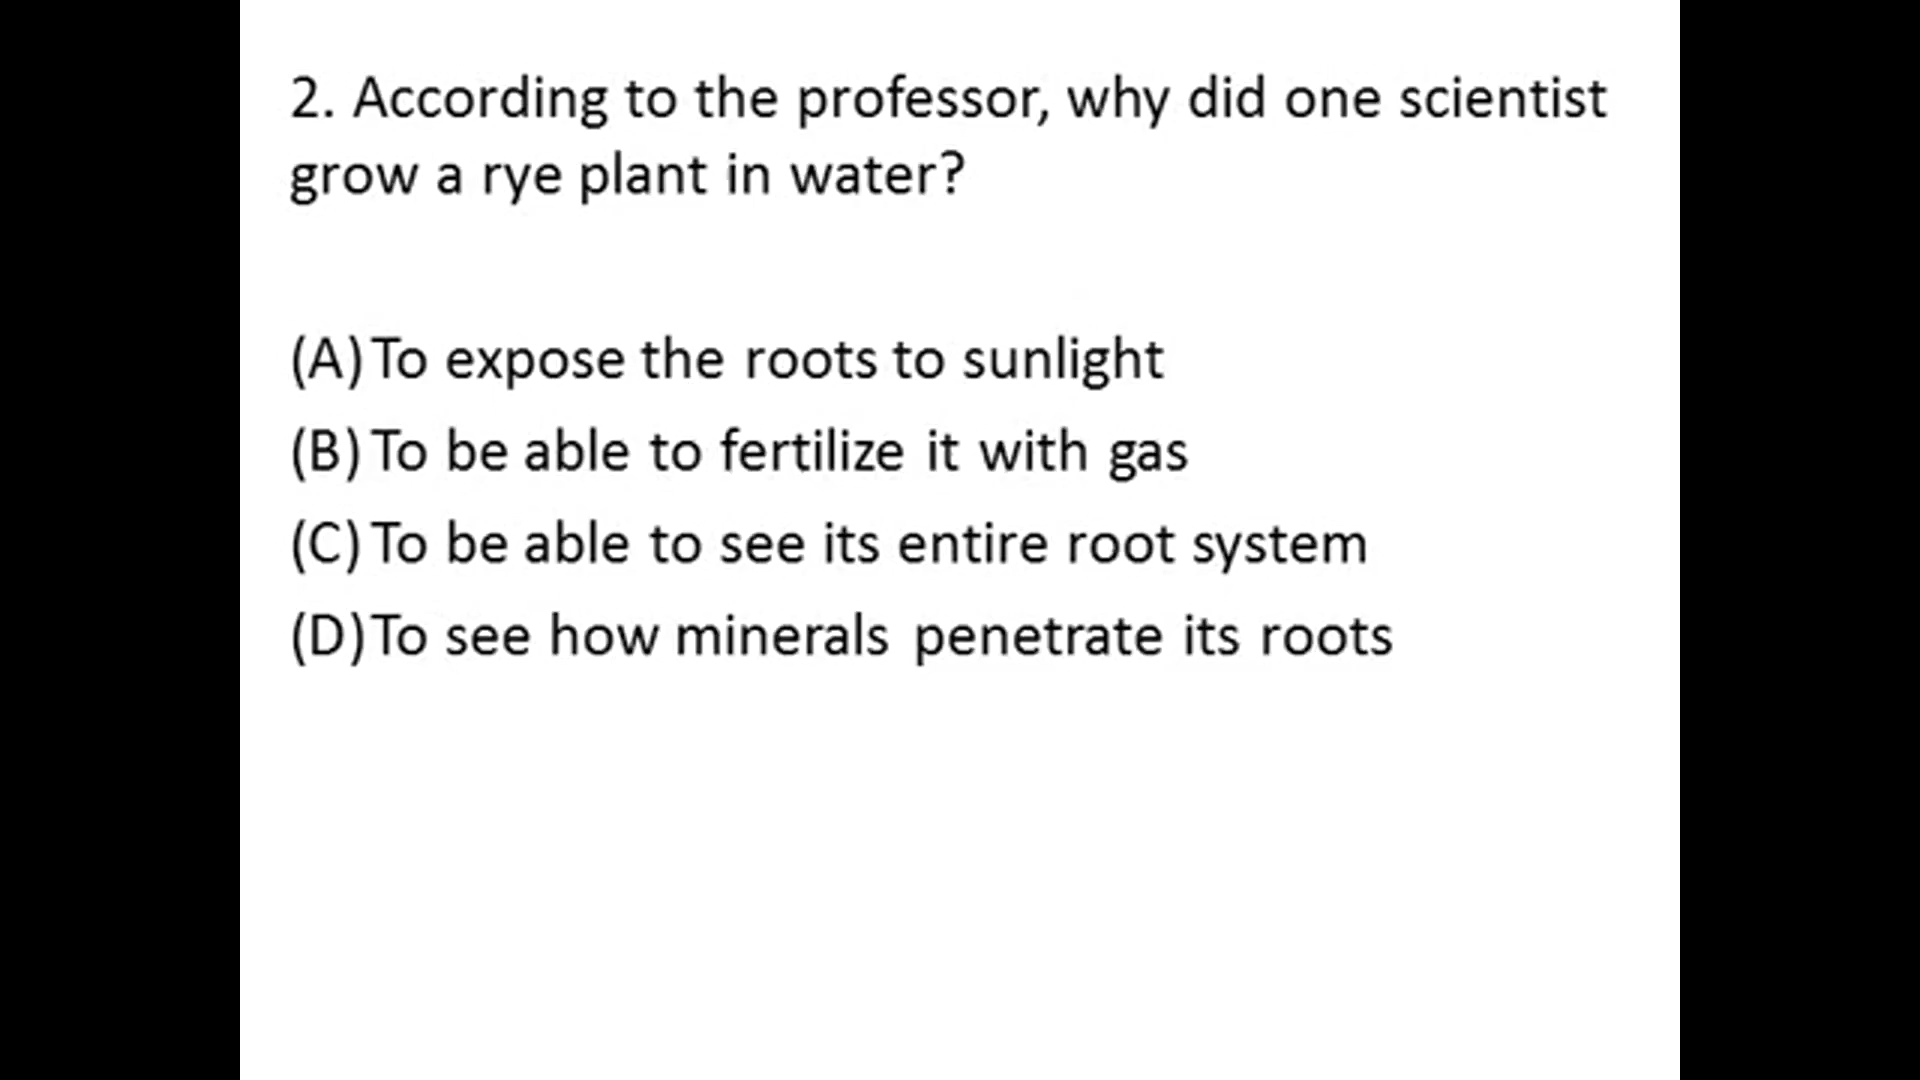 2. According to the professor, why did one scientist
grow a rye plant in water?
(A) To expose the roots to sunlight
(B) To be able to fertilize it with gas
(C) To be able to see its entire root system
(D) To see how minerals penetrate its roots